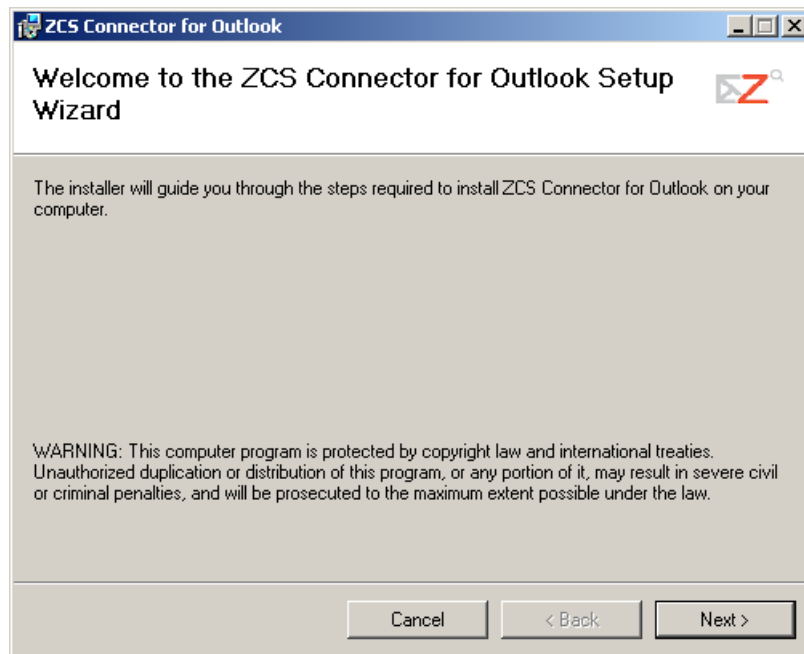 ZCS Connector for Outlook
Welcome to the ZCS Connector for Outlook Setup
Wizard
Z
The installer will guide you through the steps required to install ZCS Connector for Outlook on your
computer.
WARNING: This computer program is protected by copyright law and international treaties.
Unauthorized duplication or distribution of this program, or any portion of it, may result in severe civil
or criminal penalties, and will be prosecuted to the maximum extent possible under the law.
Cancel < Back Next >